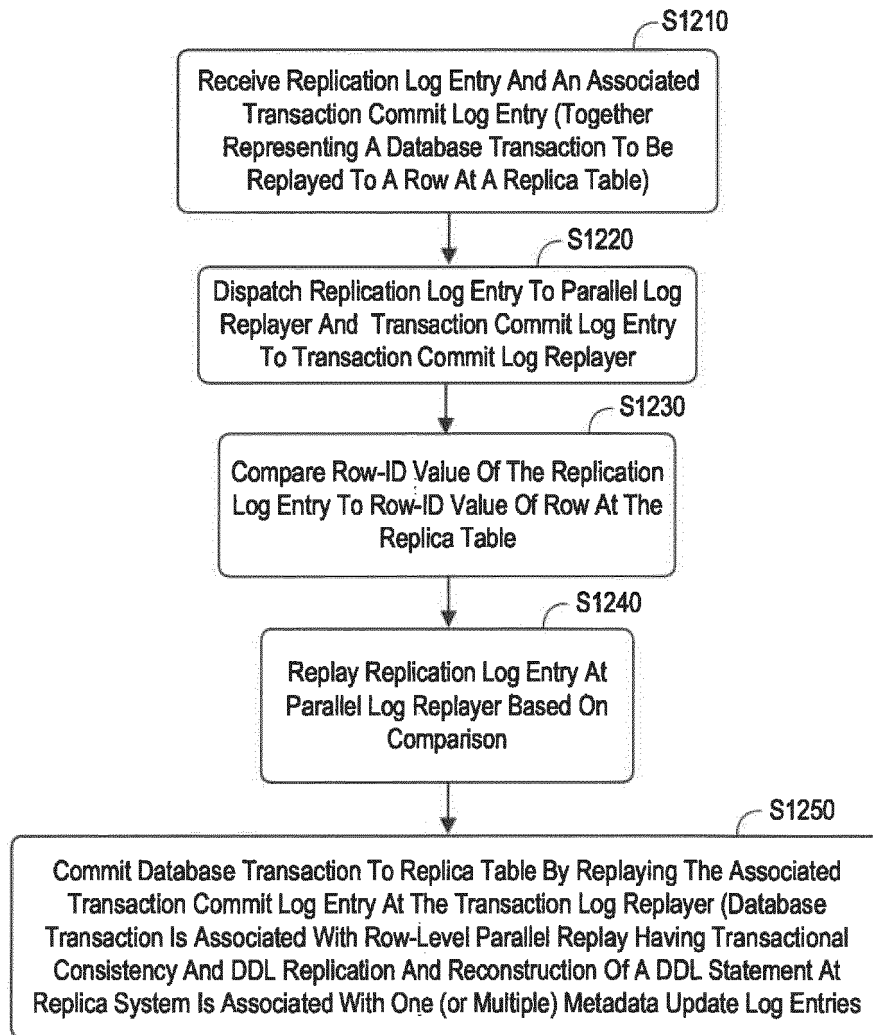 S1210
Receive Replication Log Entry And An Associated
Transaction Commit Log Entry (Together
Representing A Database Transaction To Be
Replayed To A Row At A Replica Table)
S1220
Dispatch Replication Log Entry To Parallel Log
Replayer And Transaction Commit Log Entry
To Transaction Commit Log Replayer
S1230
Compare Row-ID Value Of The Replication
Log Entry To Row-ID Value Of Row At The
Replica Table
S1240
Replay Replication Log Entry At
Parallel Log Replayer Based On
Comparison
S1250
Commit Database Transaction To Replica Table By Replaying The Associated
Transaction Commit Log Entry At The Transaction Log Replayer (Database
Transaction Is Associated With Row-Level Parallel Replay Having Transactional
Consistency And DDL Replication And Reconstruction Of A DDL Statement At
Replica System Is Associated With One (or Multiple) Metadata Update Log Entries